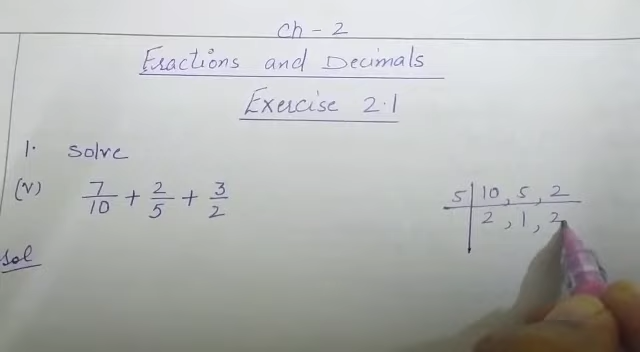 Ch - 2
Fractions and Decimals
Exercise 2.1
1. Solve
(v) 7/10 + 2/5 + 3/2
5 | 10, 5, 2
2, 1, 2
Sol